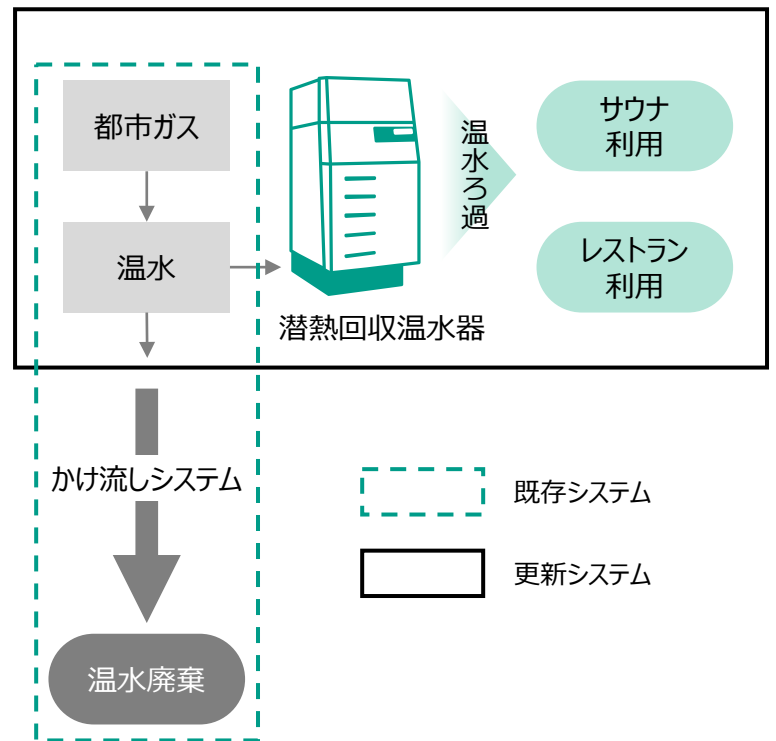 都市ガス
温水
温水ろ過
サウナ
利用
レストラン
利用
潜熱回収温水器
かけ流しシステム
温水廃棄
既存システム
更新システム